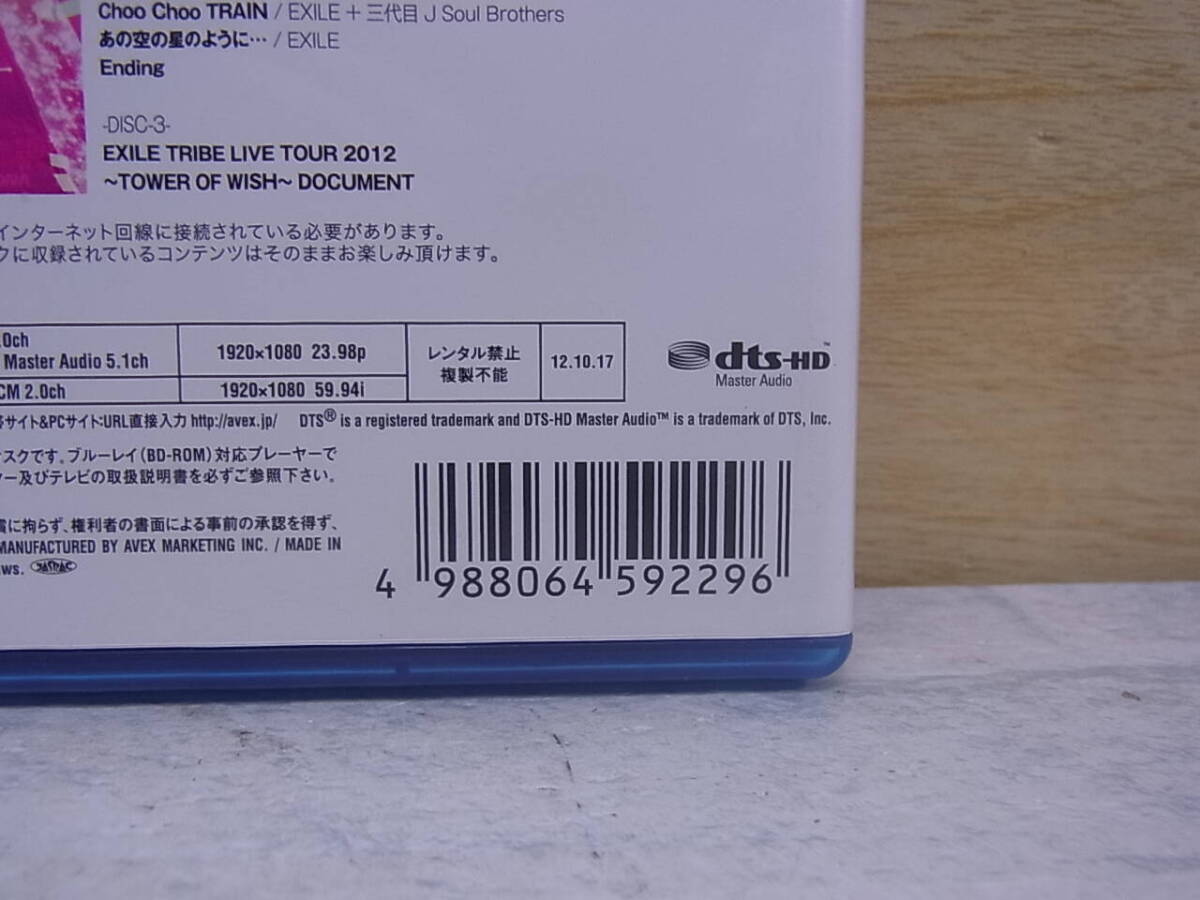 Choo Choo TRAIN / EXILE + 三代目 J Soul Brothers
あの空の星のように… / EXILE
Ending
-DISC-3-
EXILE TRIBE LIVE TOUR 2012
~TOWER OF WISH~ DOCUMENT
インターネット回線に接続されている必要があります。
クに収録されているコンテンツはそのままお楽しみ頂けます。
.0ch
Master Audio 5.1ch
1920×1080 23.98p
レンタル禁止
複製不能
12.10.17
CM 2.0ch
1920×1080 59.94i
dts-HD™
Master Audio
サイト&PCサイト:URL直接入力 http://avex.jp/ DTS® is a registered trademark and DTS-HD Master Audio™ is a trademark of DTS, Inc.
スクです。ブルーレイ(BD-ROM)対応プレーヤーで
ー及びテレビの取扱説明書を必ずご参照下さい。
に拘らず、権利者の書面による事前の承認を得ず、
MANUFACTURED BY AVEX MARKETING INC. / MADE IN
ws. JASRAC
4 988064 592296